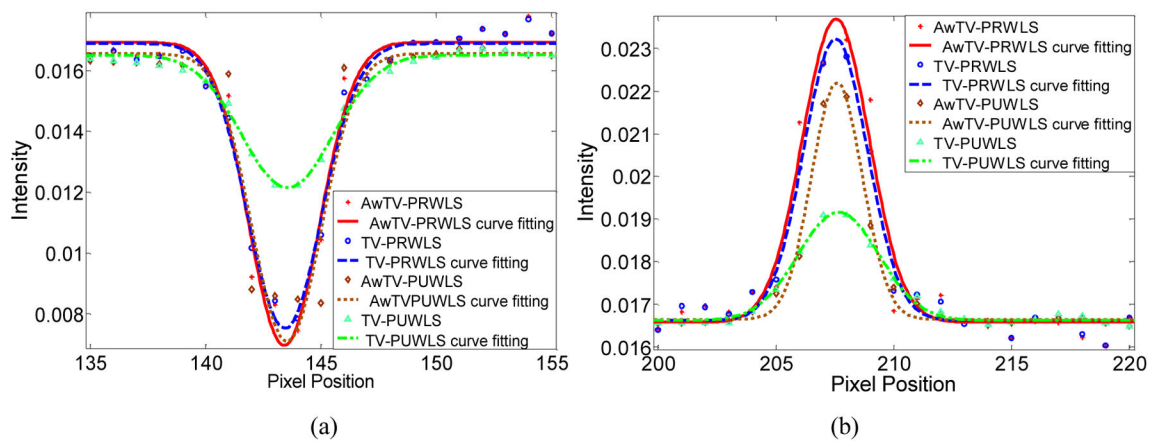 0.016
0.014
0.012
0.01
0.008
Intensity
135
140
145
150
155
Pixel Position
AwTV-PRWLS
AwTV-PRWLS curve fitting
TV-PRWLS
TV-PRWLS curve fitting
AwTV-PUWLS
AwTVPUWLS curve fitting
TV-PUWLS
TV-PUWLS curve fitting
(a)
0.023
0.022
0.021
0.02
0.019
0.018
0.017
0.016
Intensity
200
205
210
215
220
Pixel Position
AwTV-PRWLS
AwTV-PRWLS curve fitting
TV-PRWLS
TV-PRWLS curve fitting
AwTV-PUWLS
AwTV-PUWLS curve fitting
TV-PUWLS
TV-PUWLS curve fitting
(b)